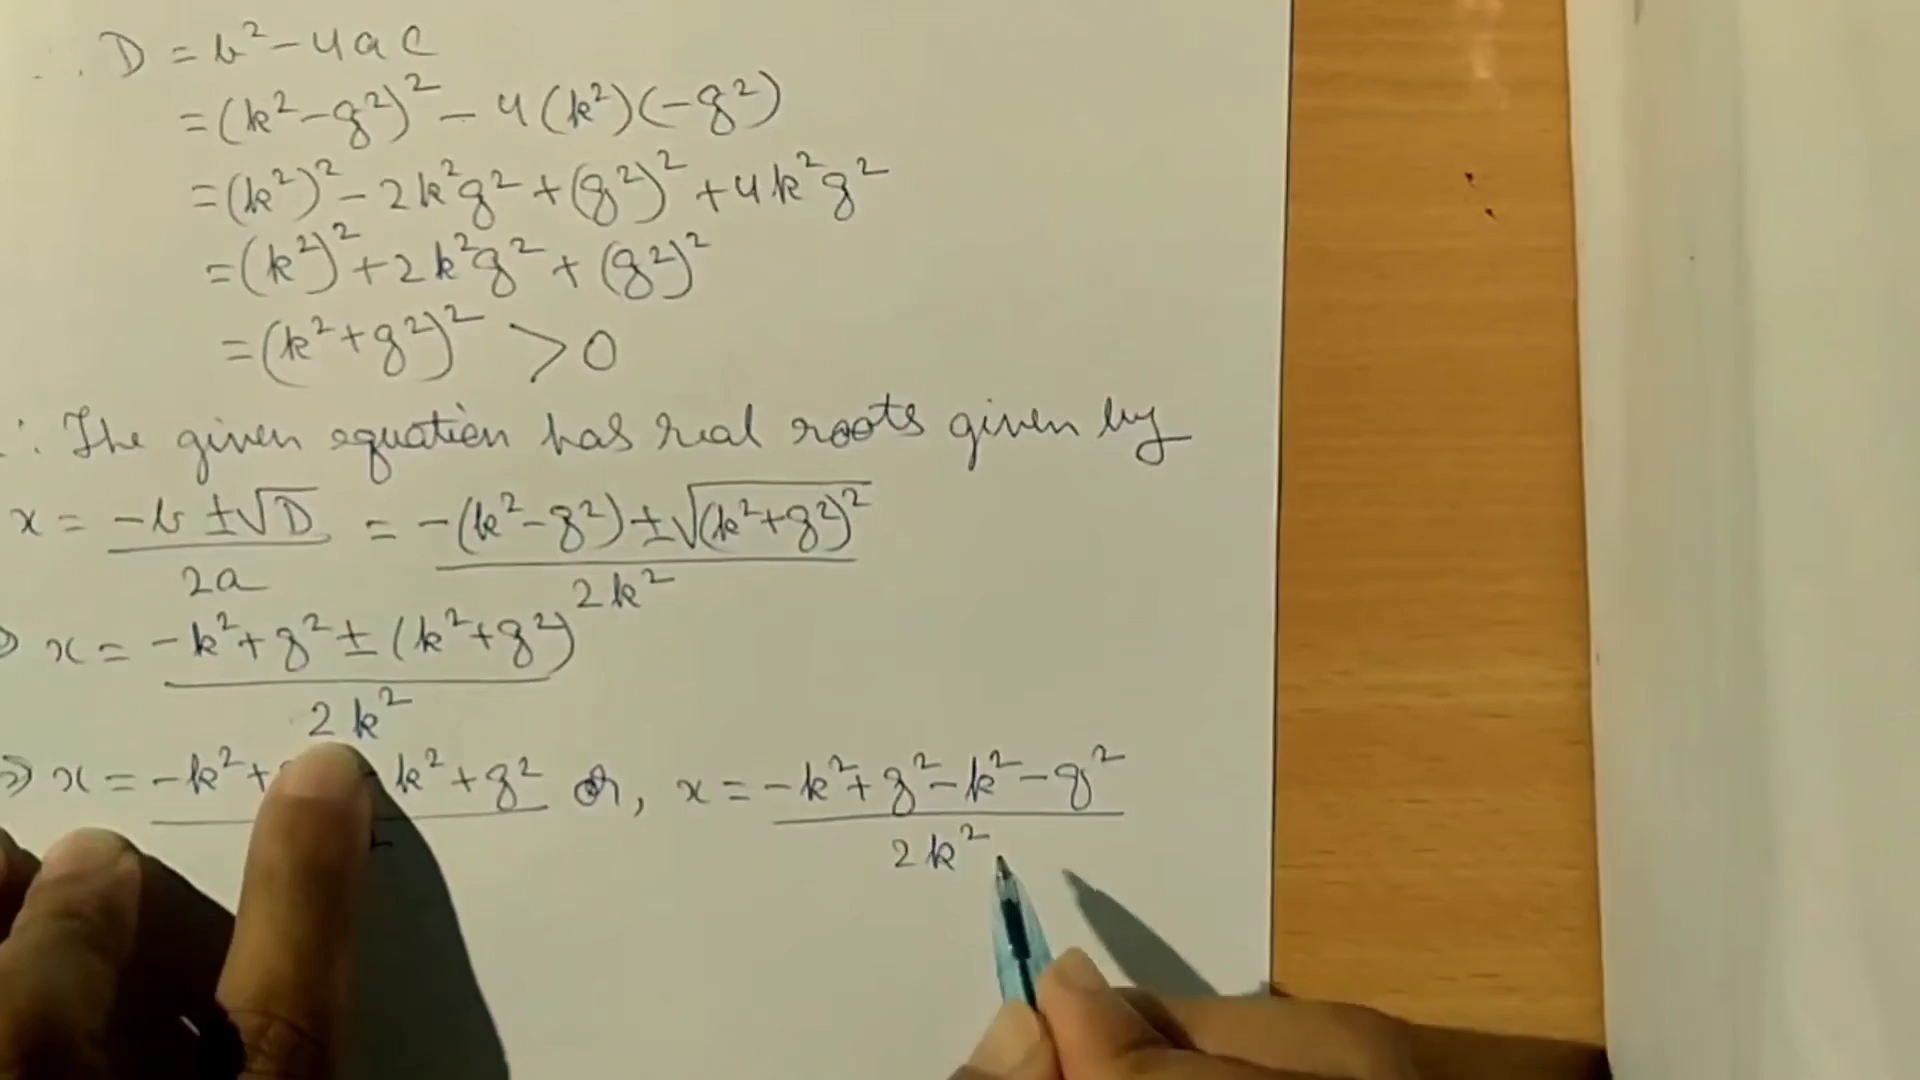 ∴ D = b² - 4ac
= (k² - g²)² - 4(k²)(-g²)
= (k²)² - 2k²g² + (g²)² + 4k²g²
= (k²)² + 2k²g² + (g²)²
= (k² + g²)² > 0
∴ The given equation has real roots given by
x = (-b ± √D)/2a = (-(k² - g²) ± √(k² + g²)²)/2k²
⇒ x = (-k² + g² ± (k² + g²))/2k²
⇒ x = -k² + k² + g² or, x = (-k² + g² - k² - g²)/2k²